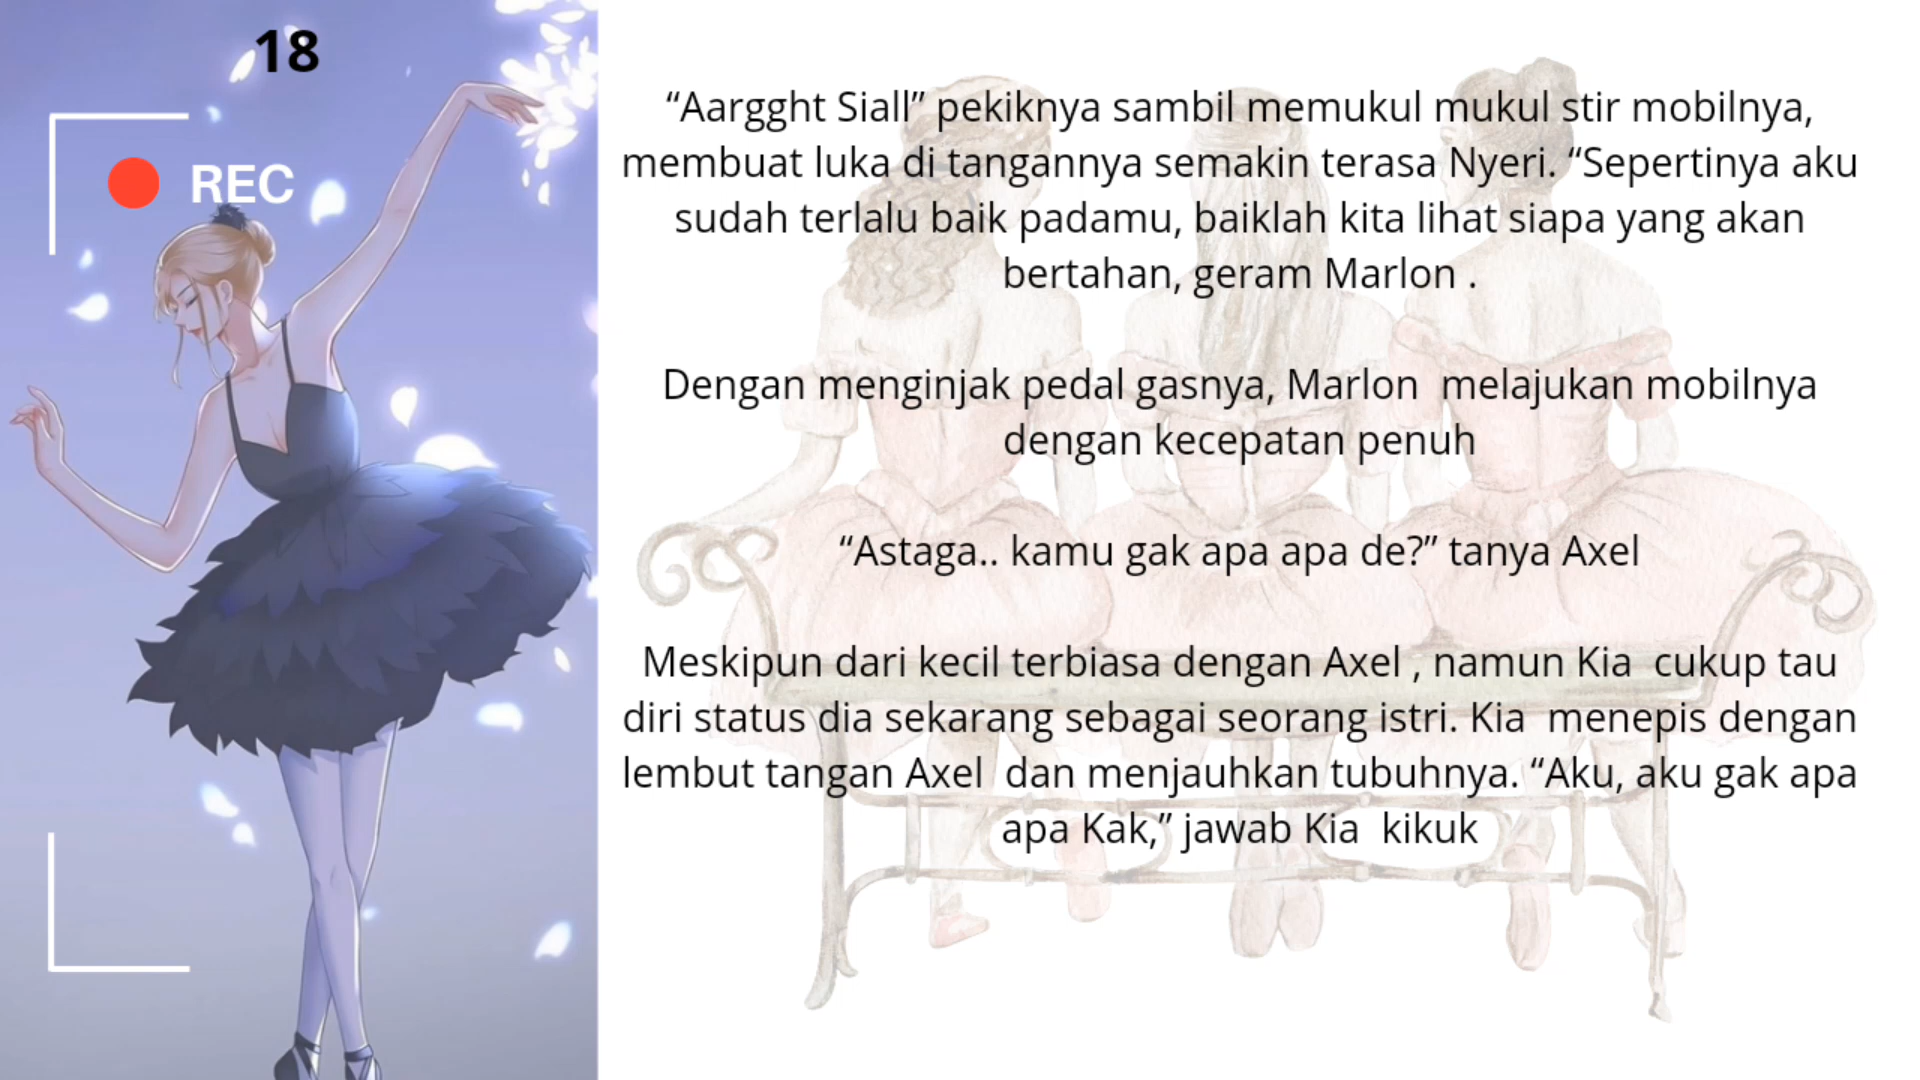 18
REC
“Aargght Siall” pekiknya sambil memukul mukul stir mobilnya,
membuat luka di tangannya semakin terasa Nyeri. “Sepertinya aku
sudah terlalu baik padamu, baiklah kita lihat siapa yang akan
bertahan, geram Marlon .
Dengan menginjak pedal gasnya, Marlon  melajukan mobilnya
dengan kecepatan penuh
“Astaga.. kamu gak apa apa de?” tanya Axel
Meskipun dari kecil terbiasa dengan Axel , namun Kia  cukup tau
diri status dia sekarang sebagai seorang istri. Kia  menepis dengan
lembut tangan Axel  dan menjauhkan tubuhnya. “Aku, aku gak apa
apa Kak,” jawab Kia  kikuk